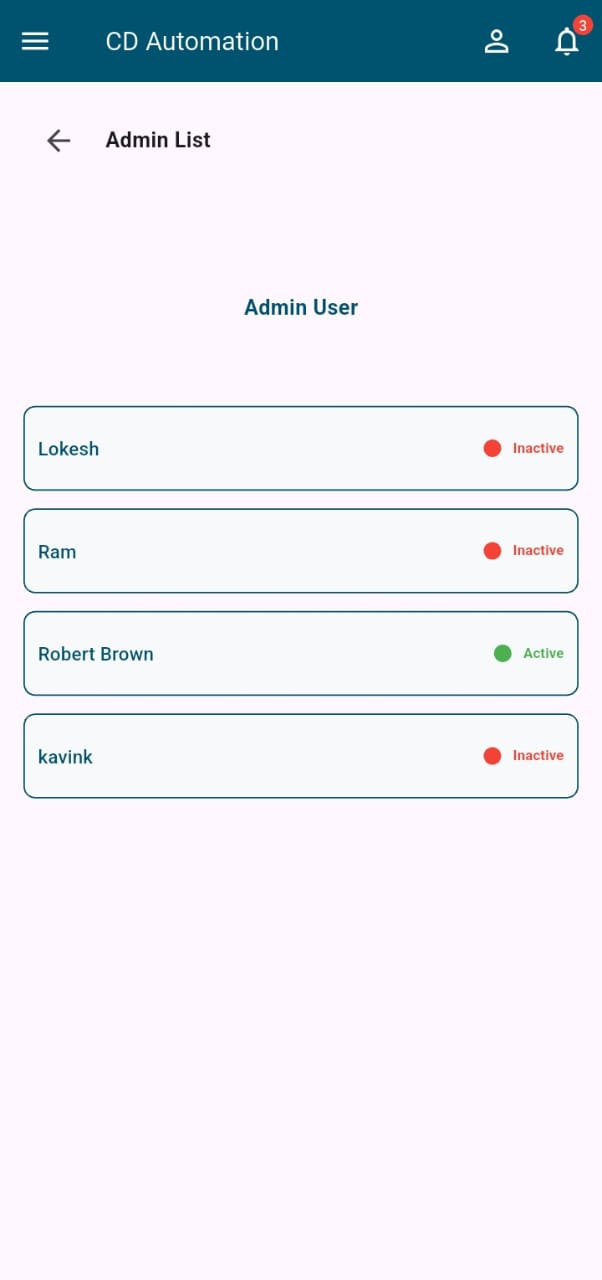 CD Automation
3
Admin List
Admin User
Lokesh
Inactive
Ram
Inactive
Robert Brown
Active
kavink
Inactive